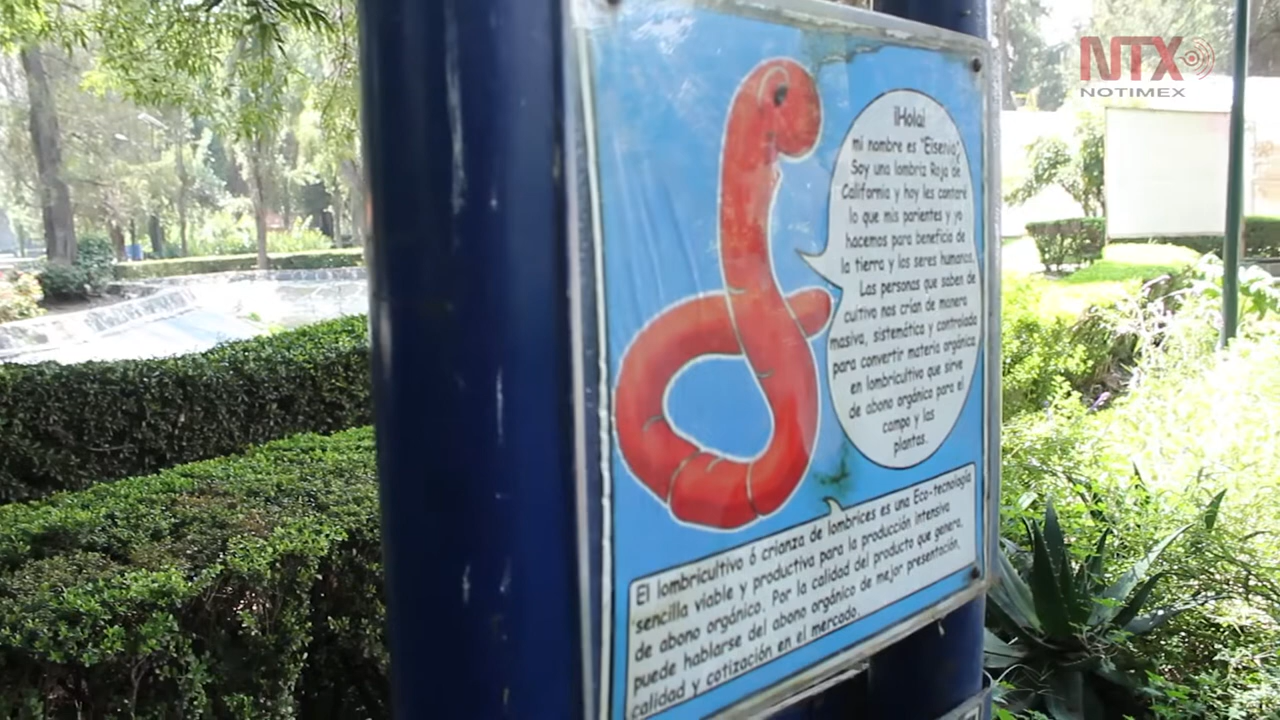 NTX
NOTIMEX
¡Hola!
mi nombre es "Eisenia",
Soy una lombriz Roja de
California y hoy les contaré
lo que mis parientes y yo
hacemos para beneficio de
la tierra y los seres humanos.
Las personas que saben de
cultivo nos crían de manera
masiva, sistemática y controlada
para convertir materia orgánica
en lombricultivo que sirve
de abono orgánico para el
campo y las
plantas.
El lombricultivo ó crianza de lombrices es una Eco-tecnología
sencilla viable y productiva para la producción intensiva
de abono orgánico. Por la calidad del producto que genera,
puede hablarse del abono orgánico de mejor presentación,
calidad y cotización en el mercado.